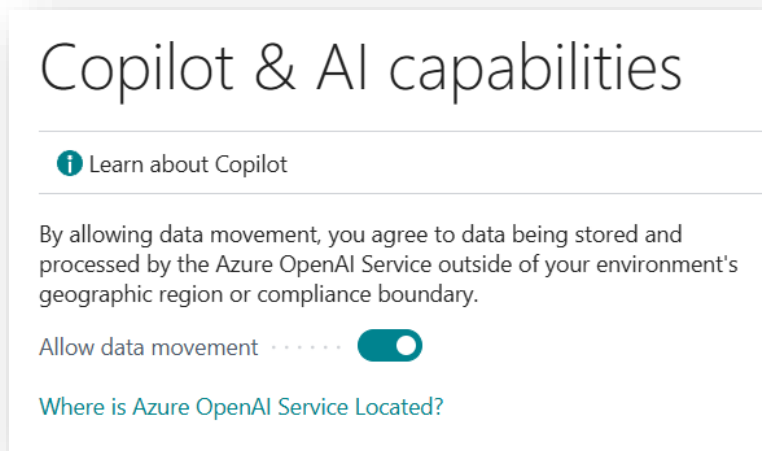 Copilot & AI capabilities
Learn about Copilot
By allowing data movement, you agree to data being stored and
processed by the Azure OpenAI Service outside of your environment's
geographic region or compliance boundary.
Allow data movement
Where is Azure OpenAI Service Located?